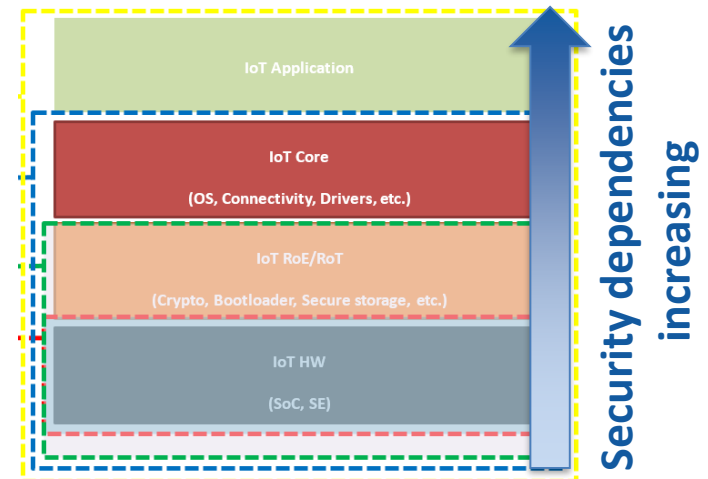 IoT Application
IoT Core
(OS, Connectivity, Drivers, etc.)
IoT RoE/RoT
(Crypto, Bootloader, Secure storage, etc.)
IoT HW
(SoC, SE)
Security dependencies
increasing